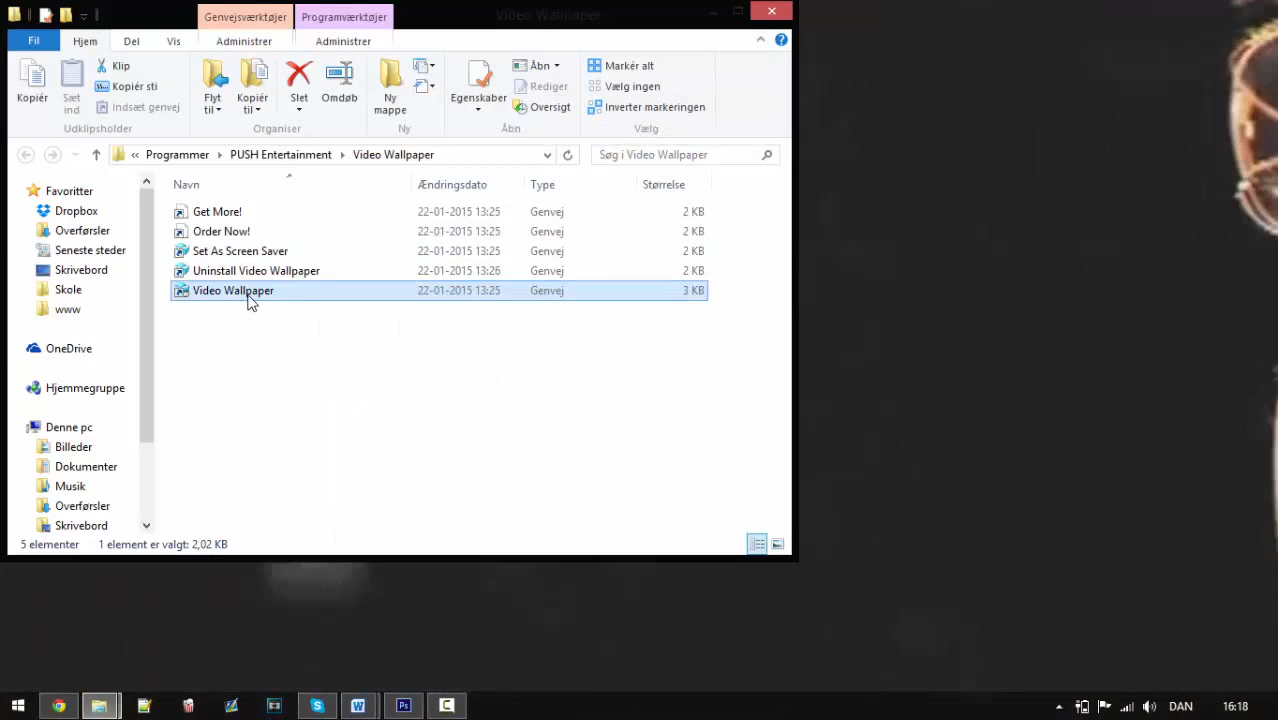 Video Wallpaper
Genvejsværktøjer Programværktøjer
Fil Hjem Del Vis Administrer Administrer
Kopiér
Sæt ind
Klip
Kopiér sti
Indsæt genvej
Udklipsholder
Flyt til
Kopiér til
Slet
Omdøb
Organiser
Ny mappe
Ny
Egenskaber
Åbn
Rediger
Oversigt
Åbn
Markér alt
Vælg ingen
Inverter markeringen
Vælg
« Programmer PUSH Entertainment Video Wallpaper
Søg i Video Wallpaper
Favoritter
Dropbox
Overførsler
Seneste steder
Skrivebord
Skole
www
OneDrive
Hjemmegruppe
Denne pc
Billeder
Dokumenter
Musik
Overførsler
Skrivebord
Navn Ændringsdato Type Størrelse
Get More! 22-01-2015 13:25 Genvej 2 KB
Order Now! 22-01-2015 13:25 Genvej 2 KB
Set As Screen Saver 22-01-2015 13:25 Genvej 2 KB
Uninstall Video Wallpaper 22-01-2015 13:26 Genvej 2 KB
Video Wallpaper 22-01-2015 13:25 Genvej 3 KB
5 elementer 1 element er valgt: 2,02 KB
DAN 16:18